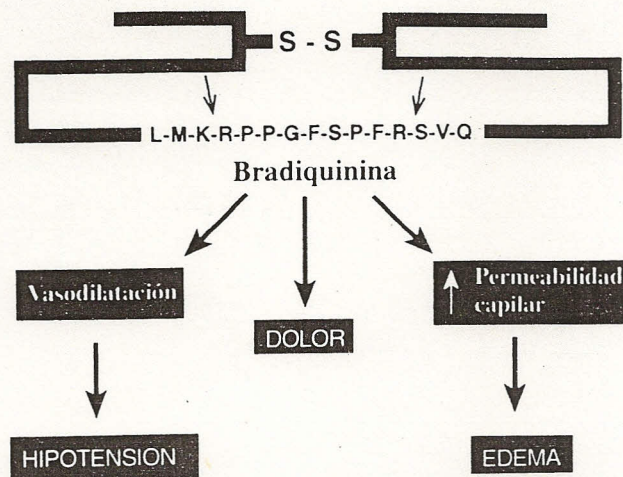 S - S
L-M-K-R-P-P-G-F-S-P-F-R-S-V-Q
Bradiquinina
Vasodilatación
DOLOR
Permeabilidad
capilar
HIPOTENSION
EDEMA